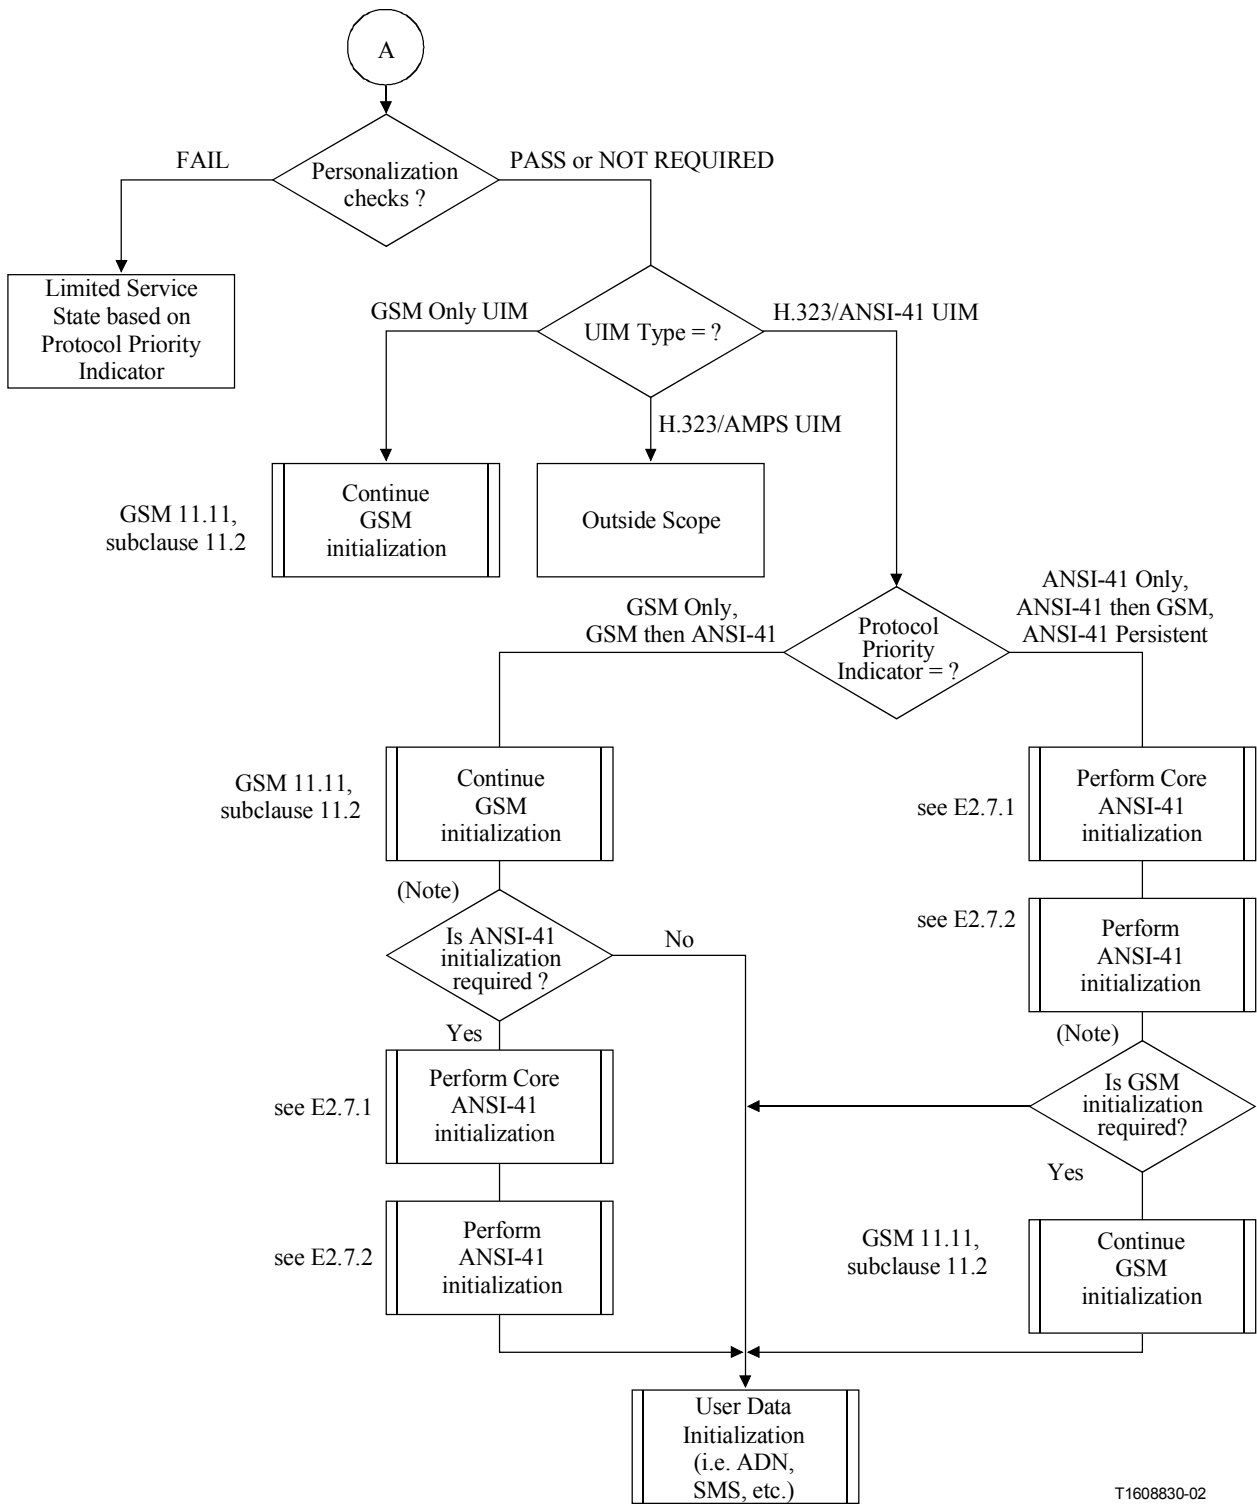 A
FAIL
Personalization
checks ?
PASS or NOT REQUIRED
Limited Service
State based on
Protocol Priority
Indicator
GSM Only UIM
UIM Type = ?
H.323/ANSI-41 UIM
H.323/AMPS UIM
GSM 11.11,
subclause 11.2
Continue
GSM
initialization
Outside Scope
GSM Only,
GSM then ANSI-41
Protocol
Priority
Indicator = ?
ANSI-41 Only,
ANSI-41 then GSM,
ANSI-41 Persistent
GSM 11.11,
subclause 11.2
Continue
GSM
initialization
see E2.7.1
Perform Core
ANSI-41
initialization
(Note)
Is ANSI-41
initialization
required ?
No
Yes
see E2.7.2
Perform
ANSI-41
initialization
(Note)
Is GSM
initialization
required?
Yes
see E2.7.1
Perform Core
ANSI-41
initialization
see E2.7.2
Perform
ANSI-41
initialization
GSM 11.11,
subclause 11.2
Continue
GSM
initialization
User Data
Initialization
(i.e. ADN,
SMS, etc.)
T1608830-02